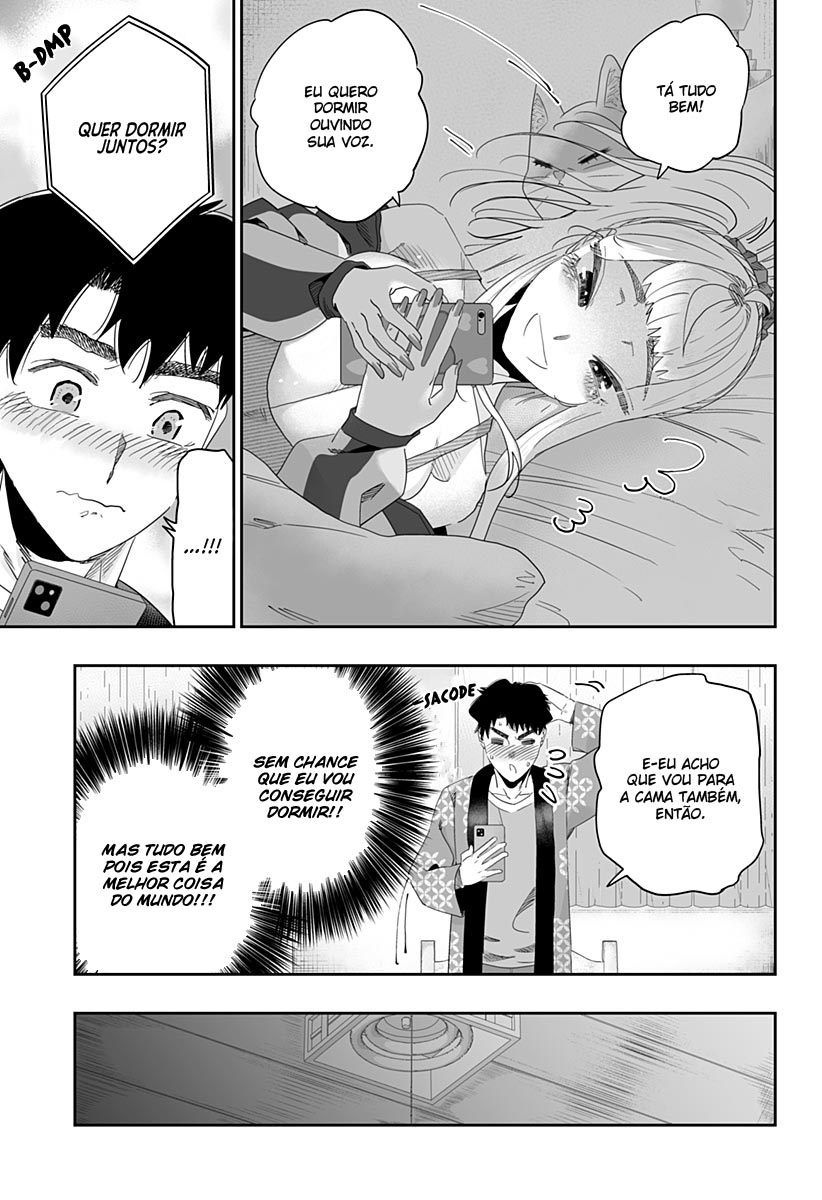 TÁ TUDO
BEM!
EU QUERO
DORMIR
OUVINDO
SUA VOZ.
B-DMP
QUER DORMIR
JUNTOS?
...!!!
E-EU ACHO
QUE VOU PARA
A CAMA TAMBÉM,
ENTÃO.
SACODE
SEM CHANCE
QUE EU VOU
CONSEGUIR
DORMIR!!
MAS TUDO BEM
POIS ESTA É A
MELHOR COISA
DO MUNDO!!!